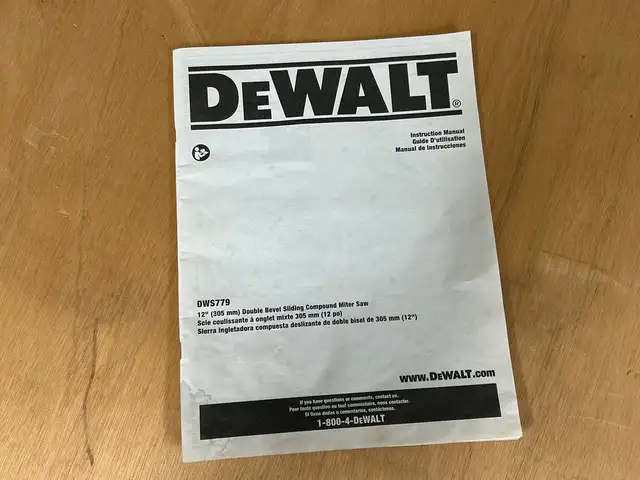 DEWALT®
Instruction Manual
Guide D'utilisation
Manual de instrucciones
DWS779
12" (305 mm) Double Bevel Sliding Compound Miter Saw
Scie coulissante à onglet mixte 305 mm (12 po)
Sierra ingletadora compuesta deslizante de doble bisel de 305 mm (12")
www.DEWALT.com
If you have questions or comments, contact us.
Pour toute question ou tout commentaire, nous contacter.
Si tiene dudas o comentarios, contáctenos.
1-800-4-DEWALT